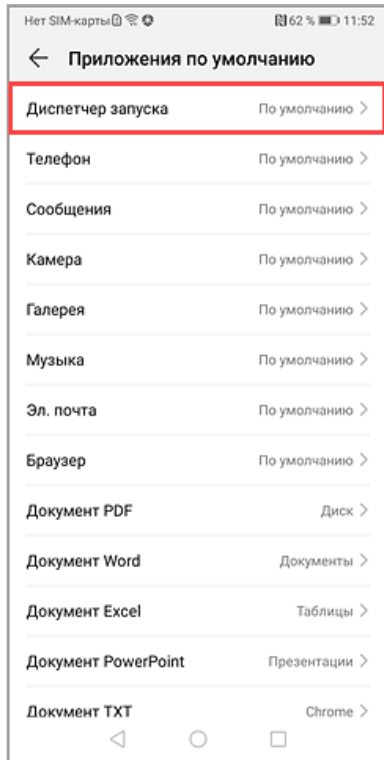 Нет SIM-карты 62 % 11:52
Приложения по умолчанию
Диспетчер запуска По умолчанию
Телефон По умолчанию
Сообщения По умолчанию
Камера По умолчанию
Галерея По умолчанию
Музыка По умолчанию
Эл. почта По умолчанию
Браузер По умолчанию
Документ PDF Диск
Документ Word Документы
Документ Excel Таблицы
Документ PowerPoint Презентации
Документ TXT Chrome